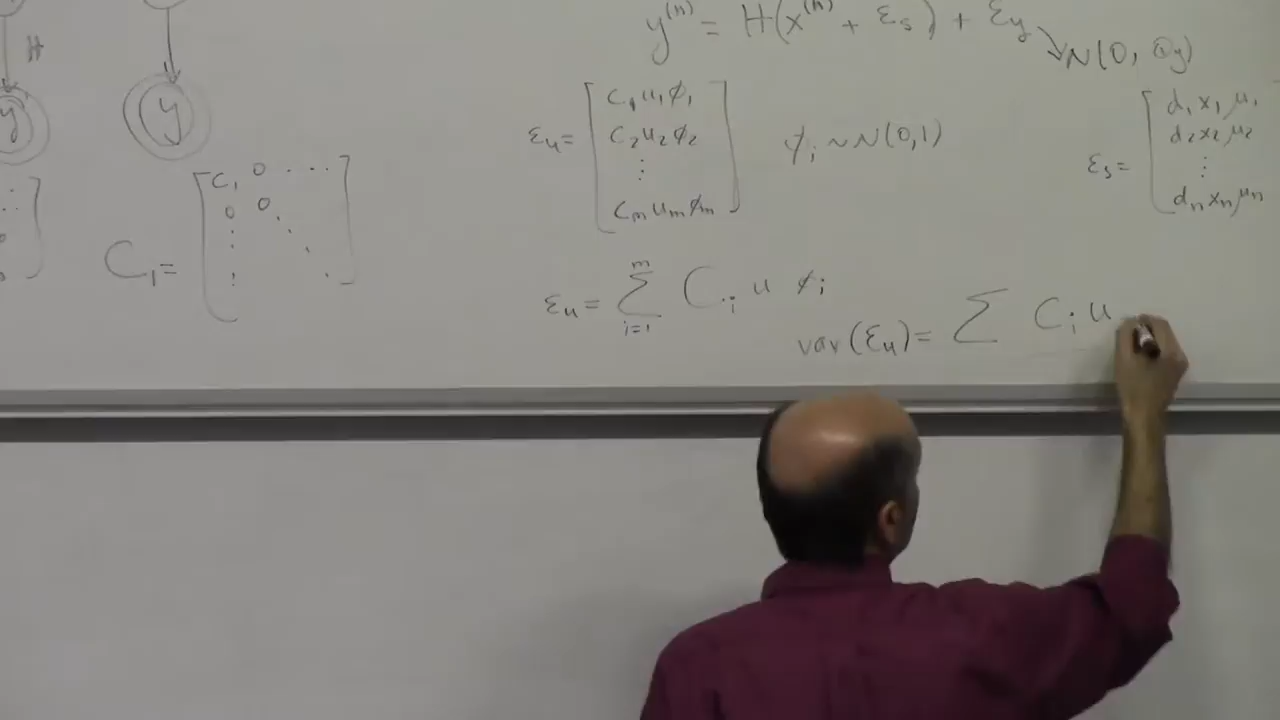 y^(n) = H(x^(n) + ε_s) + ε_y
H
N(0, Θ_y)
y
y
ε_u = [c_1 u_1 φ_1
c_2 u_2 φ_2
⋮
c_m u_m φ_m]
φ_i ~ N(0,1)
ε_s = [d_1 x_1 μ_1
d_2 x_2 μ_2
⋮
d_n x_n μ_n]
C_1 = [c_1 0 ....
0 0
⋮ ⋱]
ε_u = Σ_{i=1}^{m} C_i u φ_i
var(ε_u) = Σ C_i u